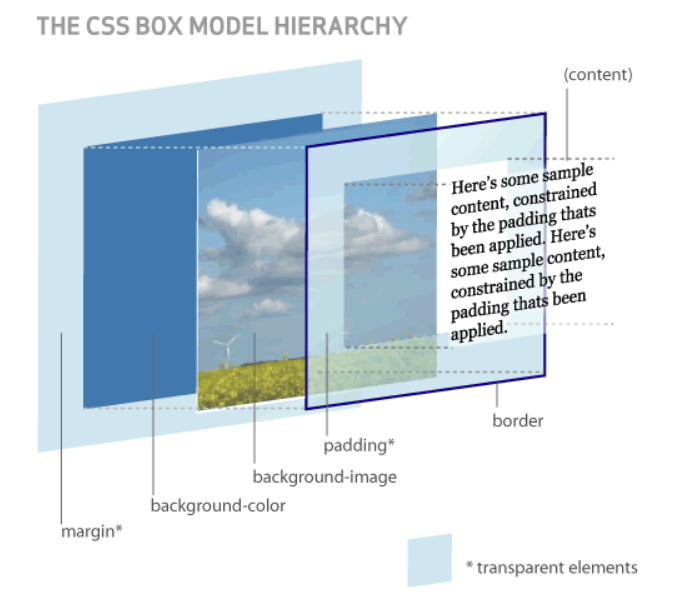 THE CSS BOX MODEL HIERARCHY
(content)
Here's some sample
content, constrained
by the padding thats
been applied. Here's
some sample content,
constrained by the
padding thats been
applied.
border
padding*
background-image
background-color
margin*
* transparent elements